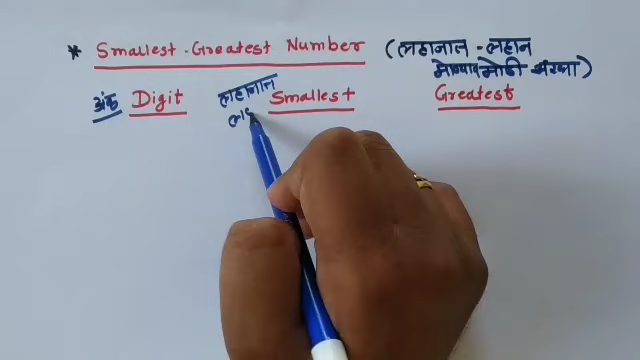 * Smallest - Greatest Number (लहानात - लहान
मोठ्यात मोठी संख्या)
अंक Digit लहानात Smallest Greatest